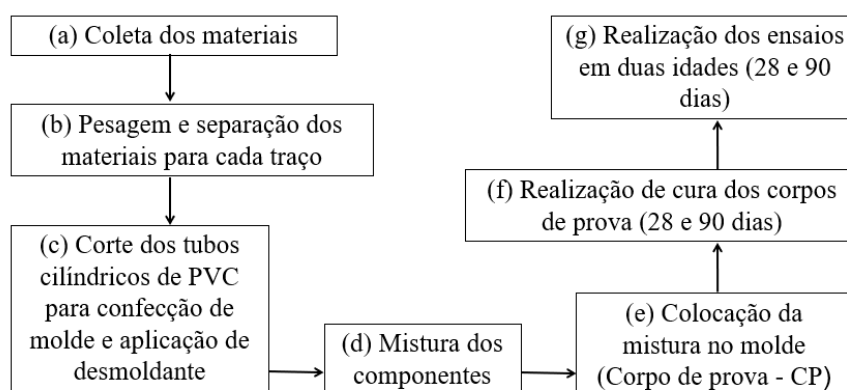 (a) Coleta dos materiais
(b) Pesagem e separação dos
materiais para cada traço
(c) Corte dos tubos
cilíndricos de PVC
para confecção de
molde e aplicação de
desmoldante
(d) Mistura dos
componentes
(e) Colocação da
mistura no molde
(Corpo de prova - CP)
(f) Realização de cura dos corpos
de prova (28 e 90 dias)
(g) Realização dos ensaios
em duas idades (28 e 90
dias)